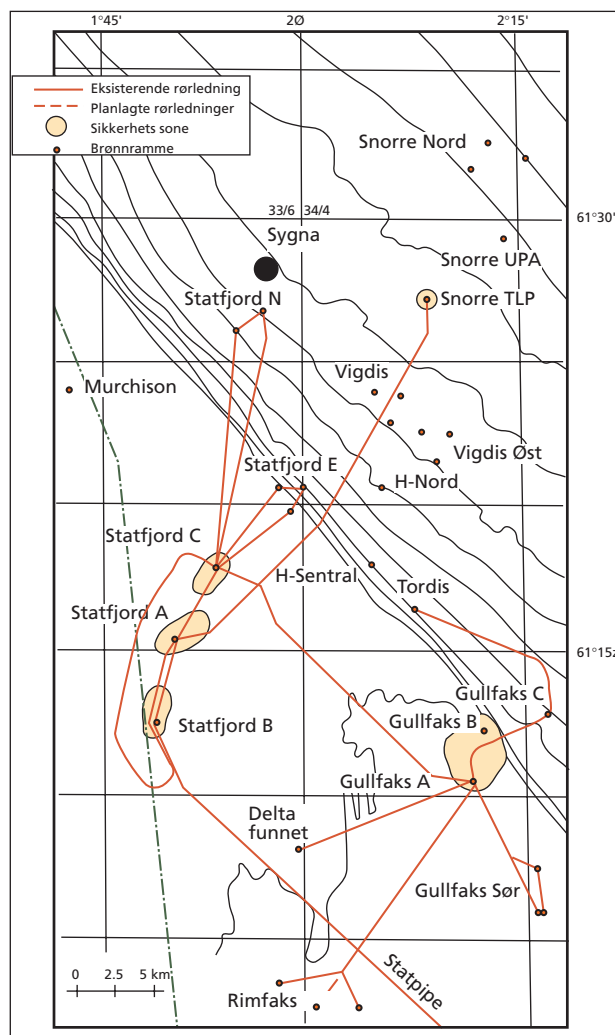 1°45' 2Ø 2°15'
Eksisterende rørledning
Planlagte rørledninger
Sikkerhets sone
Brønnramme
Snorre Nord
33/6 34/4
61°30'
Sygna
Snorre UPA
Statfjord N
Snorre TLP
Murchison
Vigdis
Vigdis Øst
Statfjord E
H-Nord
Statfjord C
H-Sentral
Tordis
Statfjord A
61°15z
Gullfaks C
Statfjord B
Gullfaks B
Gullfaks A
Delta
funnet
Gullfaks Sør
Statpipe
0 2.5 5 km
Rimfaks